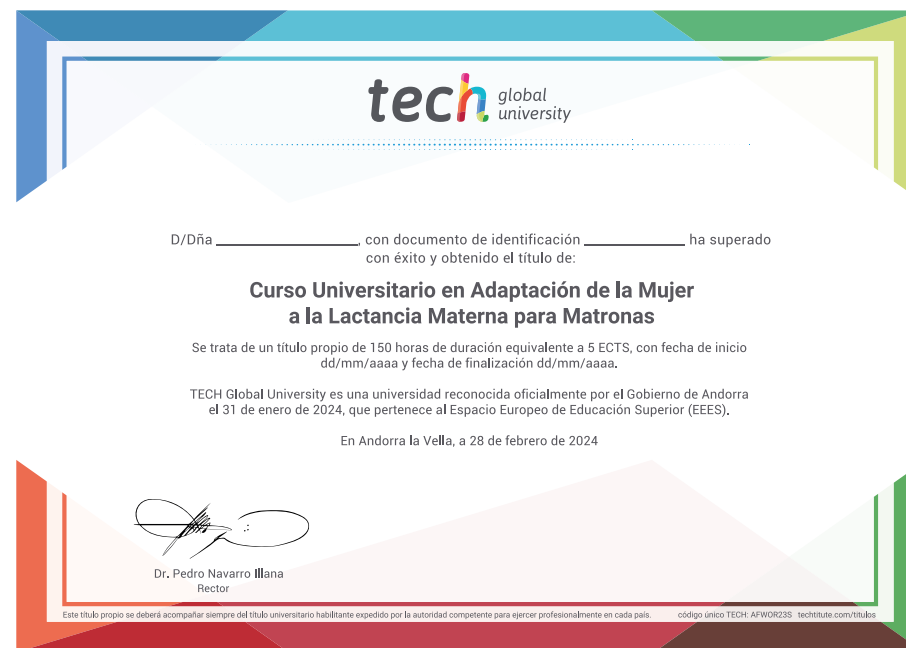 tech global university
D/Dña ____________________, con documento de identificación ______________ ha superado
con éxito y obtenido el título de:
Curso Universitario en Adaptación de la Mujer
a la Lactancia Materna para Matronas
Se trata de un título propio de 150 horas de duración equivalente a 5 ECTS, con fecha de inicio
dd/mm/aaaa y fecha de finalización dd/mm/aaaa.
TECH Global University es una universidad reconocida oficialmente por el Gobierno de Andorra
el 31 de enero de 2024, que pertenece al Espacio Europeo de Educación Superior (EEES).
En Andorra la Vella, a 28 de febrero de 2024
Dr. Pedro Navarro Illana
Rector
Este título propio se deberá acompañar siempre del título universitario habilitante expedido por la autoridad competente para ejercer profesionalmente en cada país. código único TECH: AFWOR23S techtitute.com/titulos